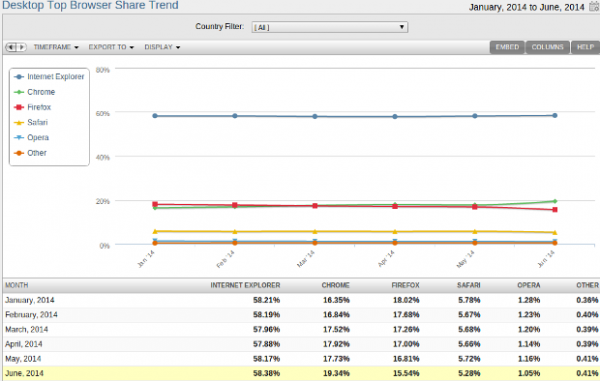 Desktop Top Browser Share Trend
January, 2014 to June, 2014
Country Filter: [ All ]
TIMEFRAME EXPORT TO DISPLAY EMBED COLUMNS HELP
Internet Explorer
Chrome
Firefox
Safari
Opera
Other
80%
60%
40%
20%
0%
Jan '14 Feb '14 Mar '14 Apr '14 May '14 Jun '14
MONTH INTERNET EXPLORER CHROME FIREFOX SAFARI OPERA OTHER
January, 2014 58.21% 16.35% 18.02% 5.78% 1.28% 0.36%
February, 2014 58.19% 16.84% 17.68% 5.67% 1.23% 0.40%
March, 2014 57.96% 17.52% 17.26% 5.68% 1.20% 0.39%
April, 2014 57.88% 17.92% 17.00% 5.66% 1.14% 0.39%
May, 2014 58.17% 17.73% 16.81% 5.72% 1.16% 0.41%
June, 2014 58.38% 19.34% 15.54% 5.28% 1.05% 0.41%